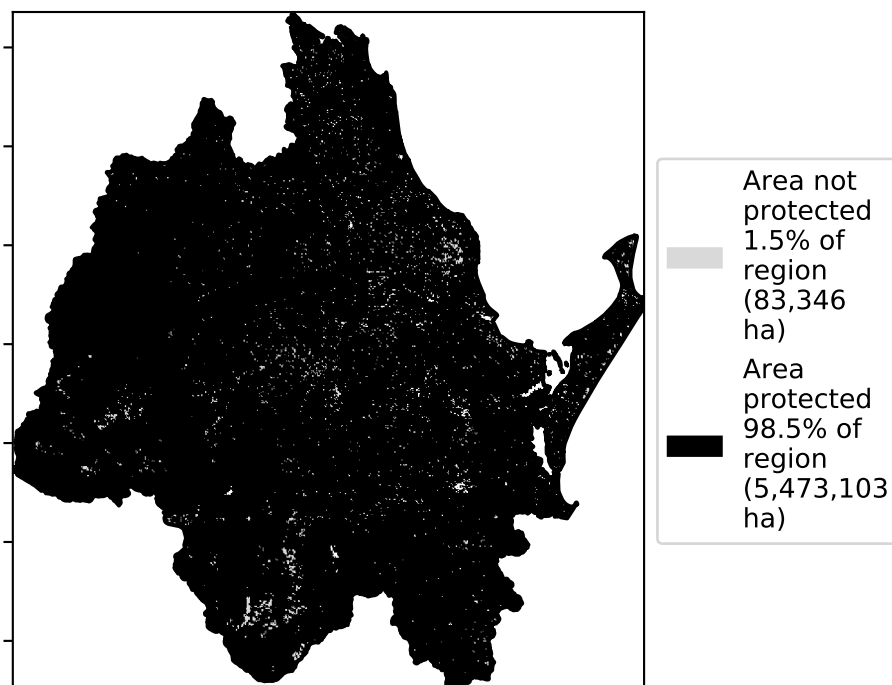 Area not
protected
1.5% of
region
(83,346
ha)
Area
protected
98.5% of
region
(5,473,103
ha)